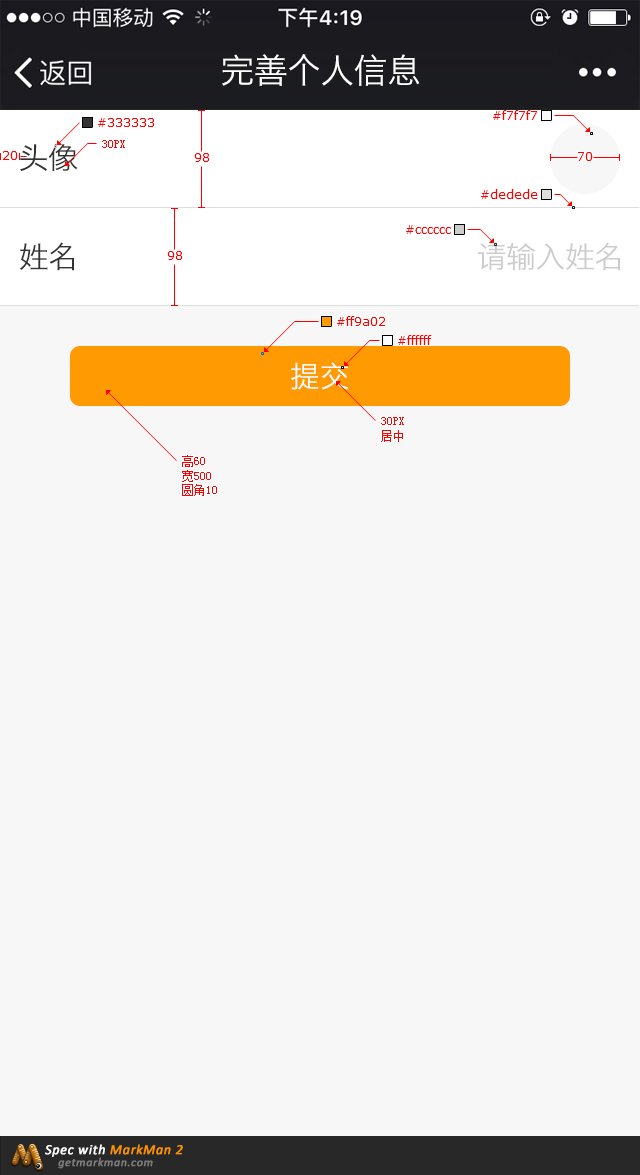 中国移动 下午4:19
返回 完善个人信息
#333333 #f7f7f7
30PX
20 头像 98 70
#dedede
#cccccc
姓名 98 请输入姓名
#ff9a02
#ffffff
提交
30PX
居中
高60
宽500
圆角10
Spec with MarkMan 2
getmarkman.com